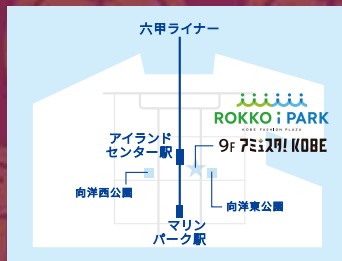 六甲ライナー
ROKKO i PARK
KOBE FASHION PLAZA
9F アミュスタ! KOBE
アイランド
センター駅
向洋西公園
向洋東公園
マリン
パーク駅